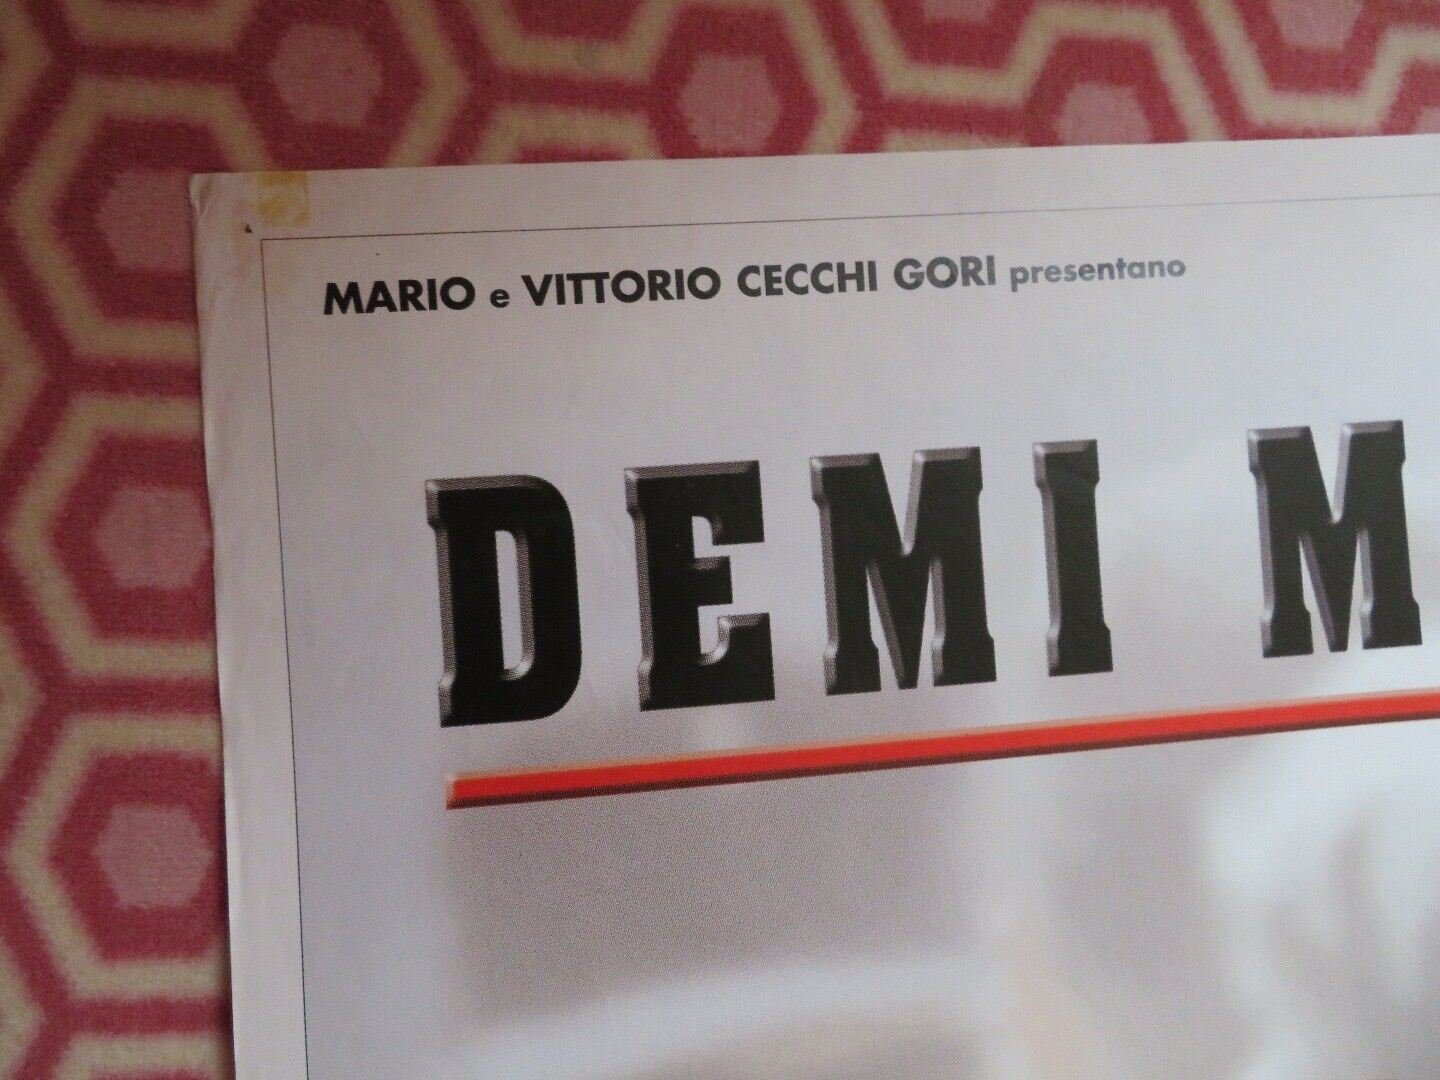 MARIO e VITTORIO CECCHI GORI presentano
DEMI M